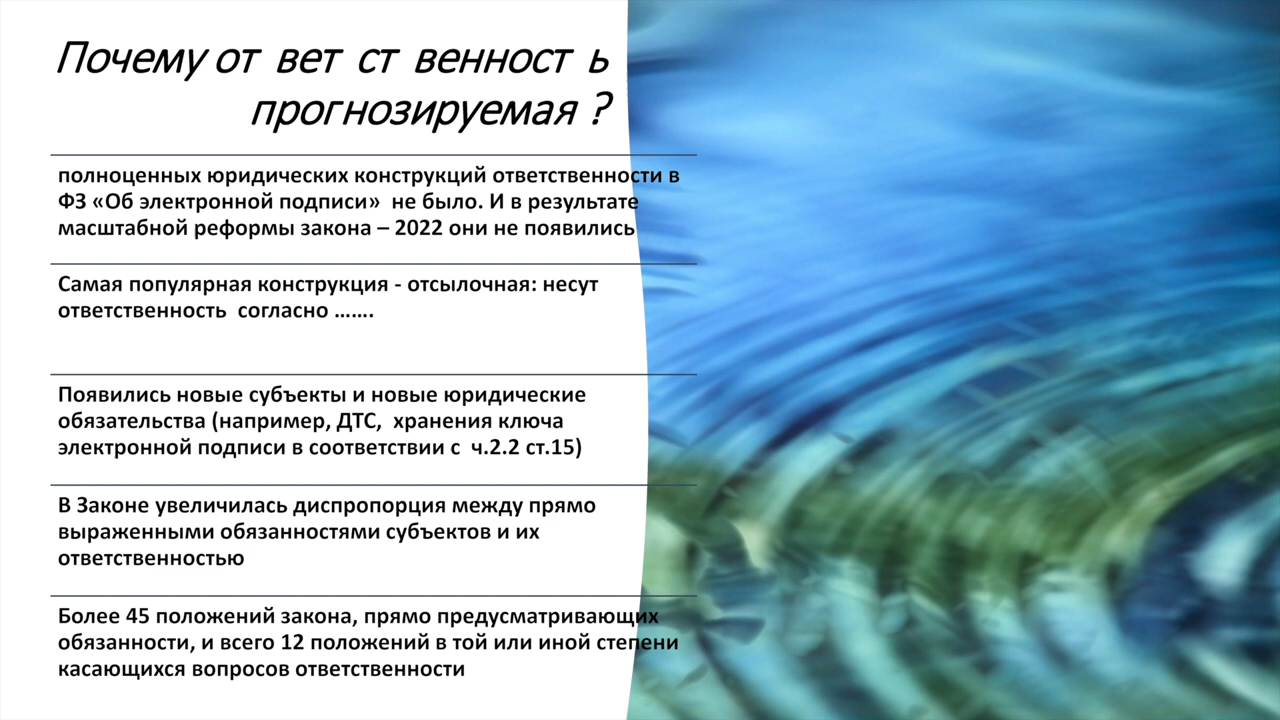 Почему от вет ст венност ь
прогнозируемая ?
полноценных юридических конструкций ответственности в
ФЗ «Об электронной подписи» не было. И в результате
масштабной реформы закона – 2022 они не появились
Самая популярная конструкция - отсылочная: несут
ответственность согласно …….
Появились новые субъекты и новые юридические
обязательства (например, ДТС, хранения ключа
электронной подписи в соответствии с ч.2.2 ст.15)
В Законе увеличилась диспропорция между прямо
выраженными обязанностями субъектов и их
ответственностью
Более 45 положений закона, прямо предусматривающих
обязанности, и всего 12 положений в той или иной степени
касающихся вопросов ответственности